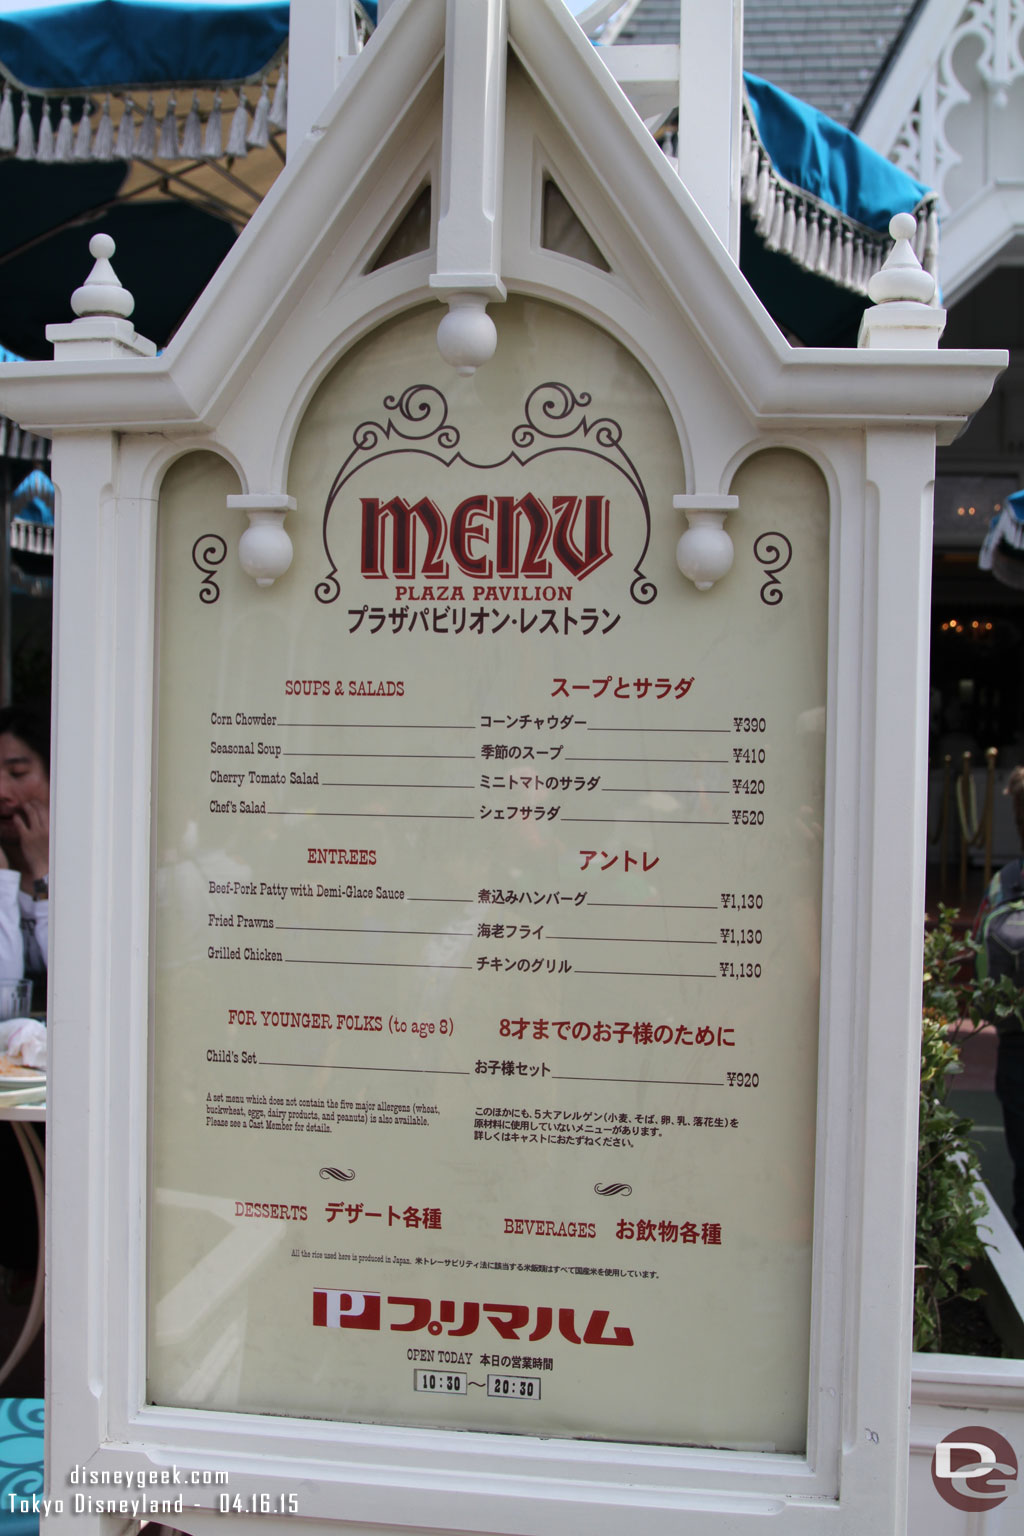 MENU
PLAZA PAVILION
プラザパビリオン・レストラン
SOUPS & SALADS スープとサラダ
Corn Chowder コーンチャウダー ¥390
Seasonal Soup 季節のスープ ¥410
Cherry Tomato Salad ミニトマトのサラダ ¥420
Chef's Salad シェフサラダ ¥520
ENTREES アントレ
Beef-Pork Patty with Demi-Glace Sauce 煮込みハンバーグ ¥1,130
Fried Prawns 海老フライ ¥1,130
Grilled Chicken チキンのグリル ¥1,130
FOR YOUNGER FOLKS (to age 8) 8才までのお子様のために
Child's Set お子様セット ¥920
A set menu which does not contain the five major allergens (wheat,
buckwheat, eggs, dairy products, and peanuts) is also available.
Please see a Cast Member for details.
このほかにも、5大アレルゲン(小麦、そば、卵、乳、落花生)を
原材料に使用していないメニューがあります。
詳しくはキャストにおたずねください。
DESSERTS デザート各種
BEVERAGES お飲物各種
All the rice used here is produced in Japan. 米トレーサビリティ法に該当する米飯類はすべて国産米を使用しています。
P プリマハム
OPEN TODAY 本日の営業時間
10:30～20:30
disneygeek.com
Tokyo Disneyland - 04.16.15
DG